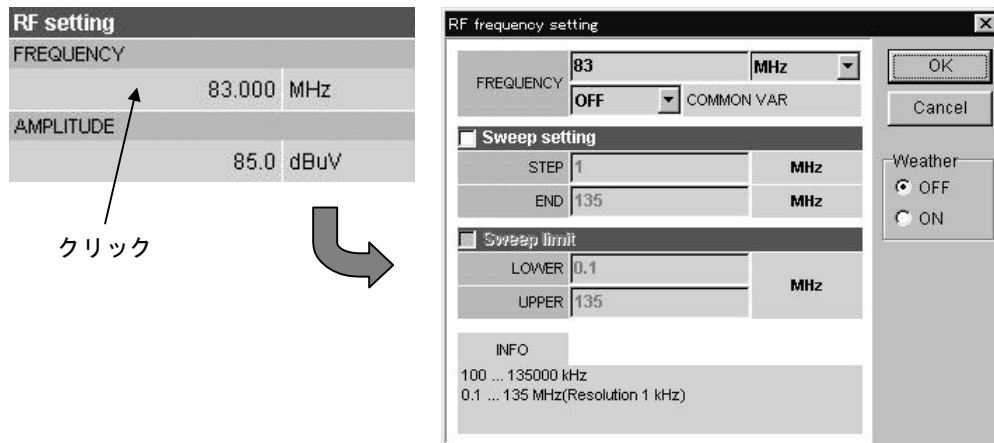 RF setting
FREQUENCY
83.000 MHz
AMPLITUDE
85.0 dBuV
クリック
RF frequency setting
FREQUENCY 83 MHz
OFF COMMON VAR
Sweep setting
STEP 1 MHz
END 135 MHz
Sweep limit
LOWER 0.1
MHz
UPPER 135
INFO
100 ... 135000 kHz
0.1 ... 135 MHz(Resolution 1 kHz)
OK
Cancel
Weather
OFF
ON